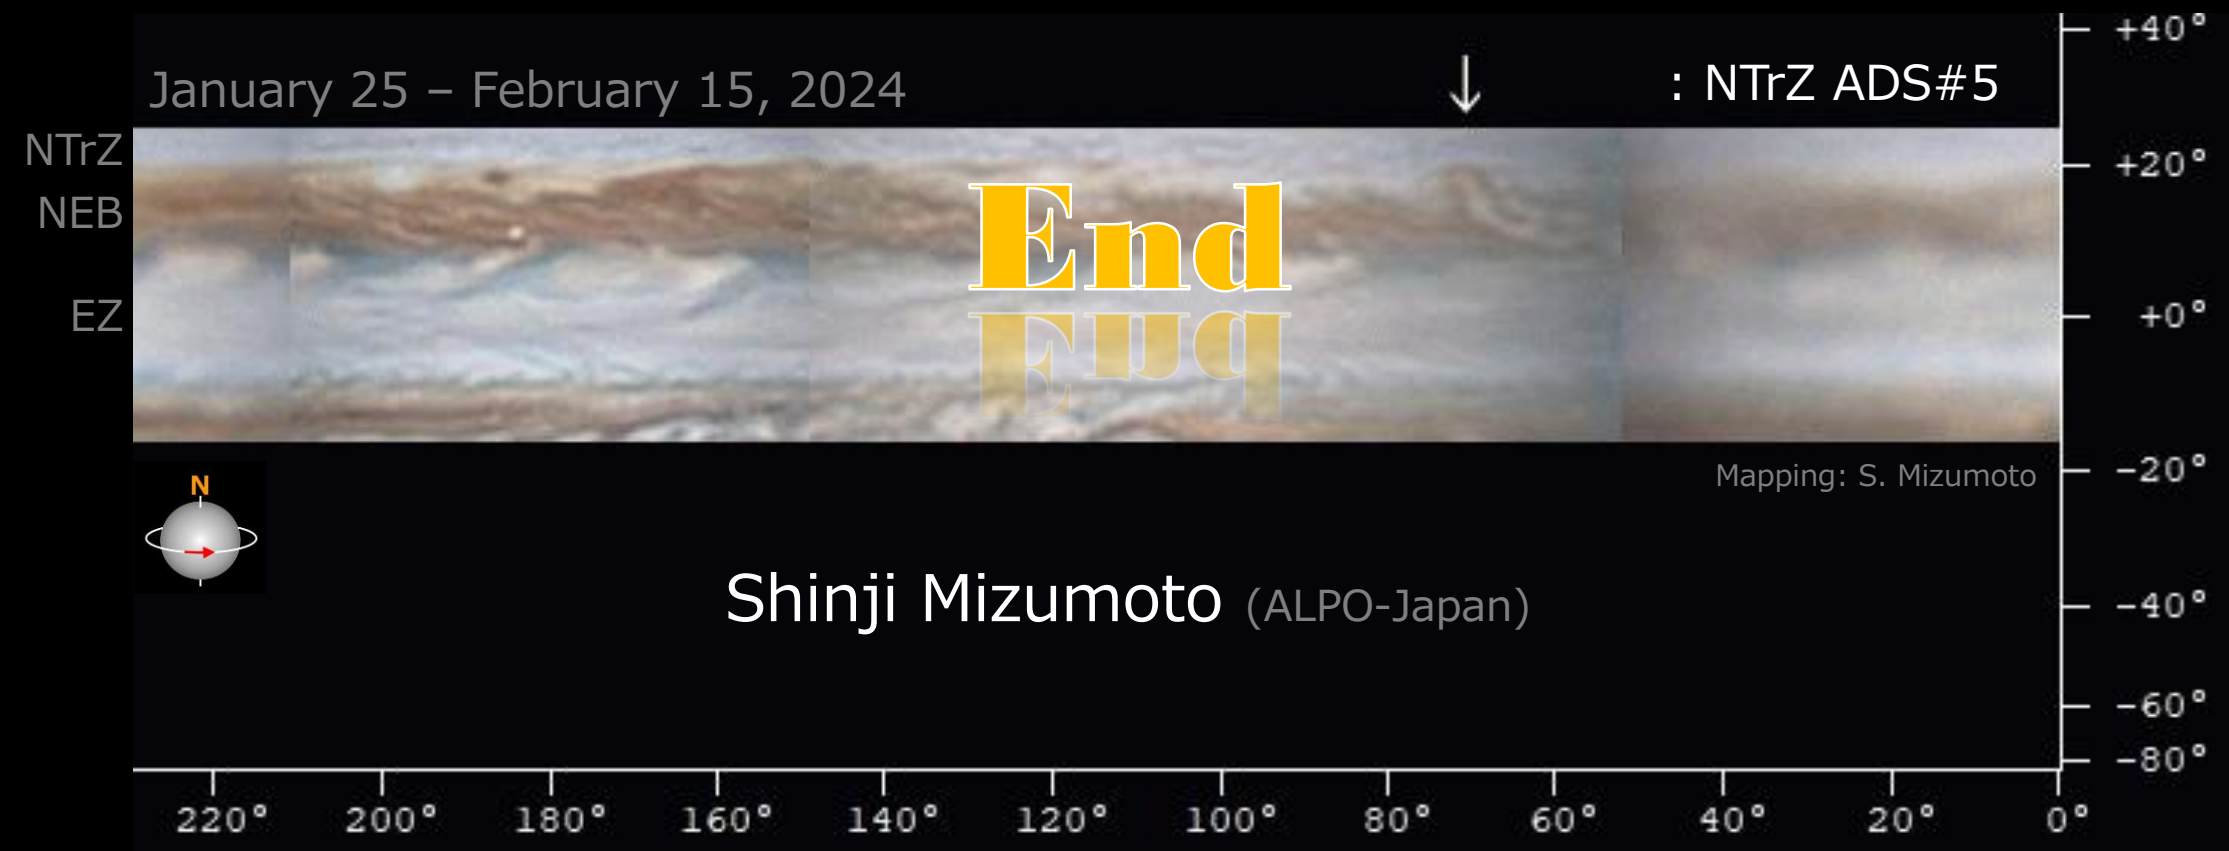 +40°
January 25 – February 15, 2024
: NTrZ ADS#5
NTrZ
+20°
NEB
End
EZ
+0°
Mapping: S. Mizumoto
-20°
N
Shinji Mizumoto (ALPO-Japan)
-40°
-60°
-80°
220° 200° 180° 160° 140° 120° 100° 80° 60° 40° 20° 0°